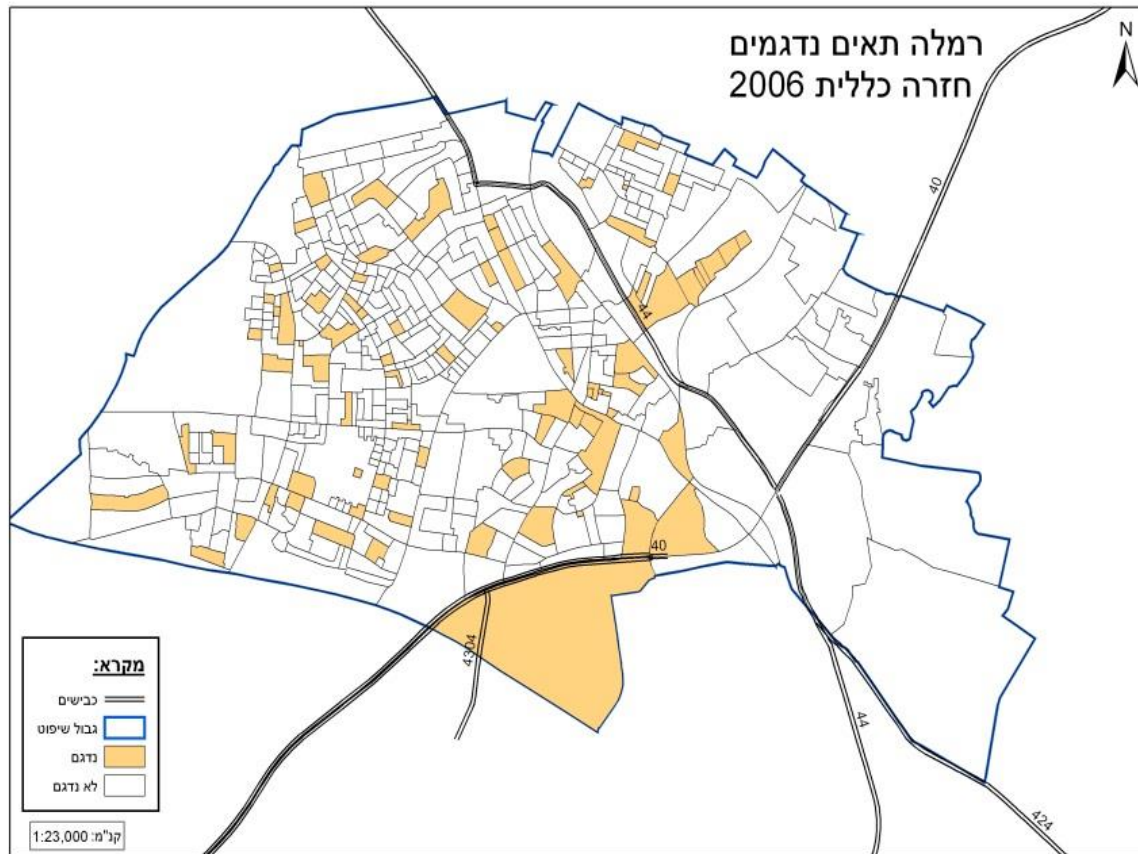 רמלה תאים נדגמים
חזרה כללית 2006
N
40
44
40
4304
44
424
מקרא:
כבישים
גבול שיפוט
נדגם
לא נדגם
קנ"מ: 1:23,000